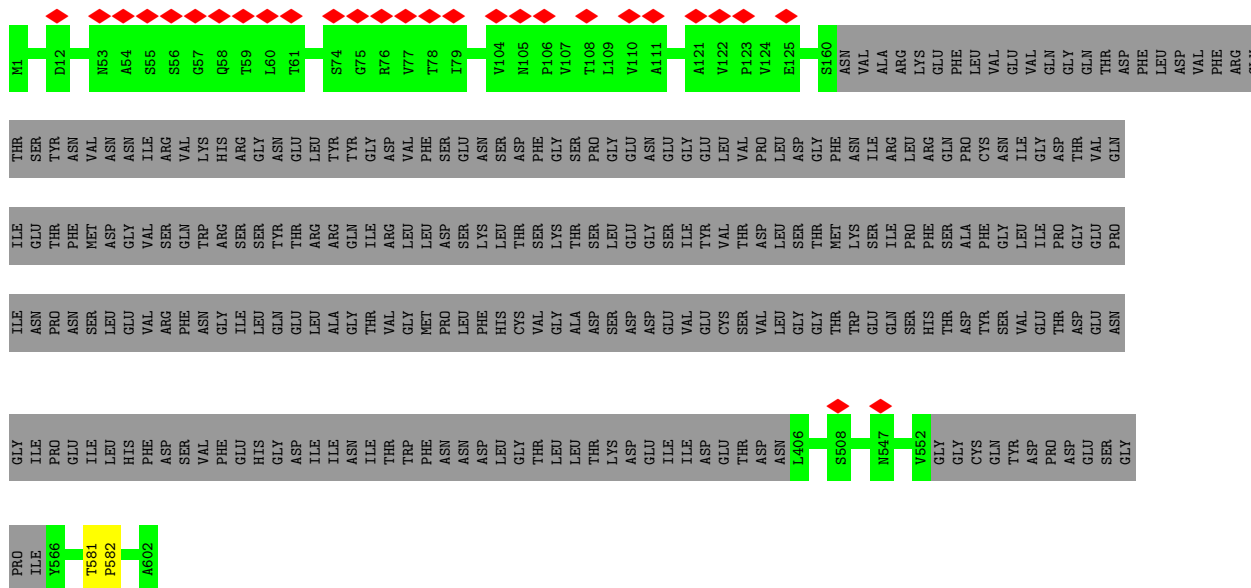 M1 D12 N53 A54 S55 S56 G57 Q58 T59 L60 T61 S74 G75 R76 V77 T78 I79 V104 N105 P106 V107 T108 L109 V110 A111 A121 V122 P123 V124 E125 S160 ASN VAL ALA ARG LYS GLU PHE LEU VAL GLU VAL GLN GLY GLN THR ASP PHE LEU ASP VAL PHE ARG
THR SER TYR ASN VAL ASN ASN ILE ARG VAL LYS HIS ARG GLY ASN GLU LEU TYR TYR GLY ASP VAL PHE SER GLU ASN SER ASP PHE GLY SER PRO GLY GLU ASN GLU GLY GLU LEU VAL PRO LEU ASP GLY PHE ASN ILE ARG LEU ARG GLN PRO CYS ASN ILE GLY ASP THR VAL GLN
ILE GLU THR PHE MET ASP GLY VAL SER GLN TRP ARG SER SER TYR THR ARG ARG GLN ILE ARG LEU LEU ASP SER LYS LEU THR SER LYS THR SER LEU GLU GLY SER ILE TYR VAL THR ASP LEU SER THR MET LYS SER ILE PRO PHE SER ALA PHE GLY LEU ILE PRO GLY GLU PRO
ILE ASN PRO ASN SER LEU GLU VAL ARG PHE ASN GLY ILE LEU GLN GLU LEU ALA GLY THR VAL GLY MET PRO LEU PHE HIS CYS VAL GLY ALA ASP SER ASP ASP GLU VAL GLU CYS SER VAL LEU GLY GLY THR TRP GLU GLN SER HIS THR ASP TYR SER VAL GLU THR ASP GLU ASN
GLY ILE PRO GLU ILE LEU HIS PHE ASP SER VAL PHE GLU HIS GLY ASP ILE ILE ASN ILE THR TRP PHE ASN ASN ASP LEU GLY THR LEU LEU THR LYS ASP GLU ILE ILE ASP GLU THR ASP ASN L406 S508 N547 V552 GLY GLY CYS GLN TYR ASP PRO ASP GLU SER GLY
PRO ILE Y566 T581 P582 A602